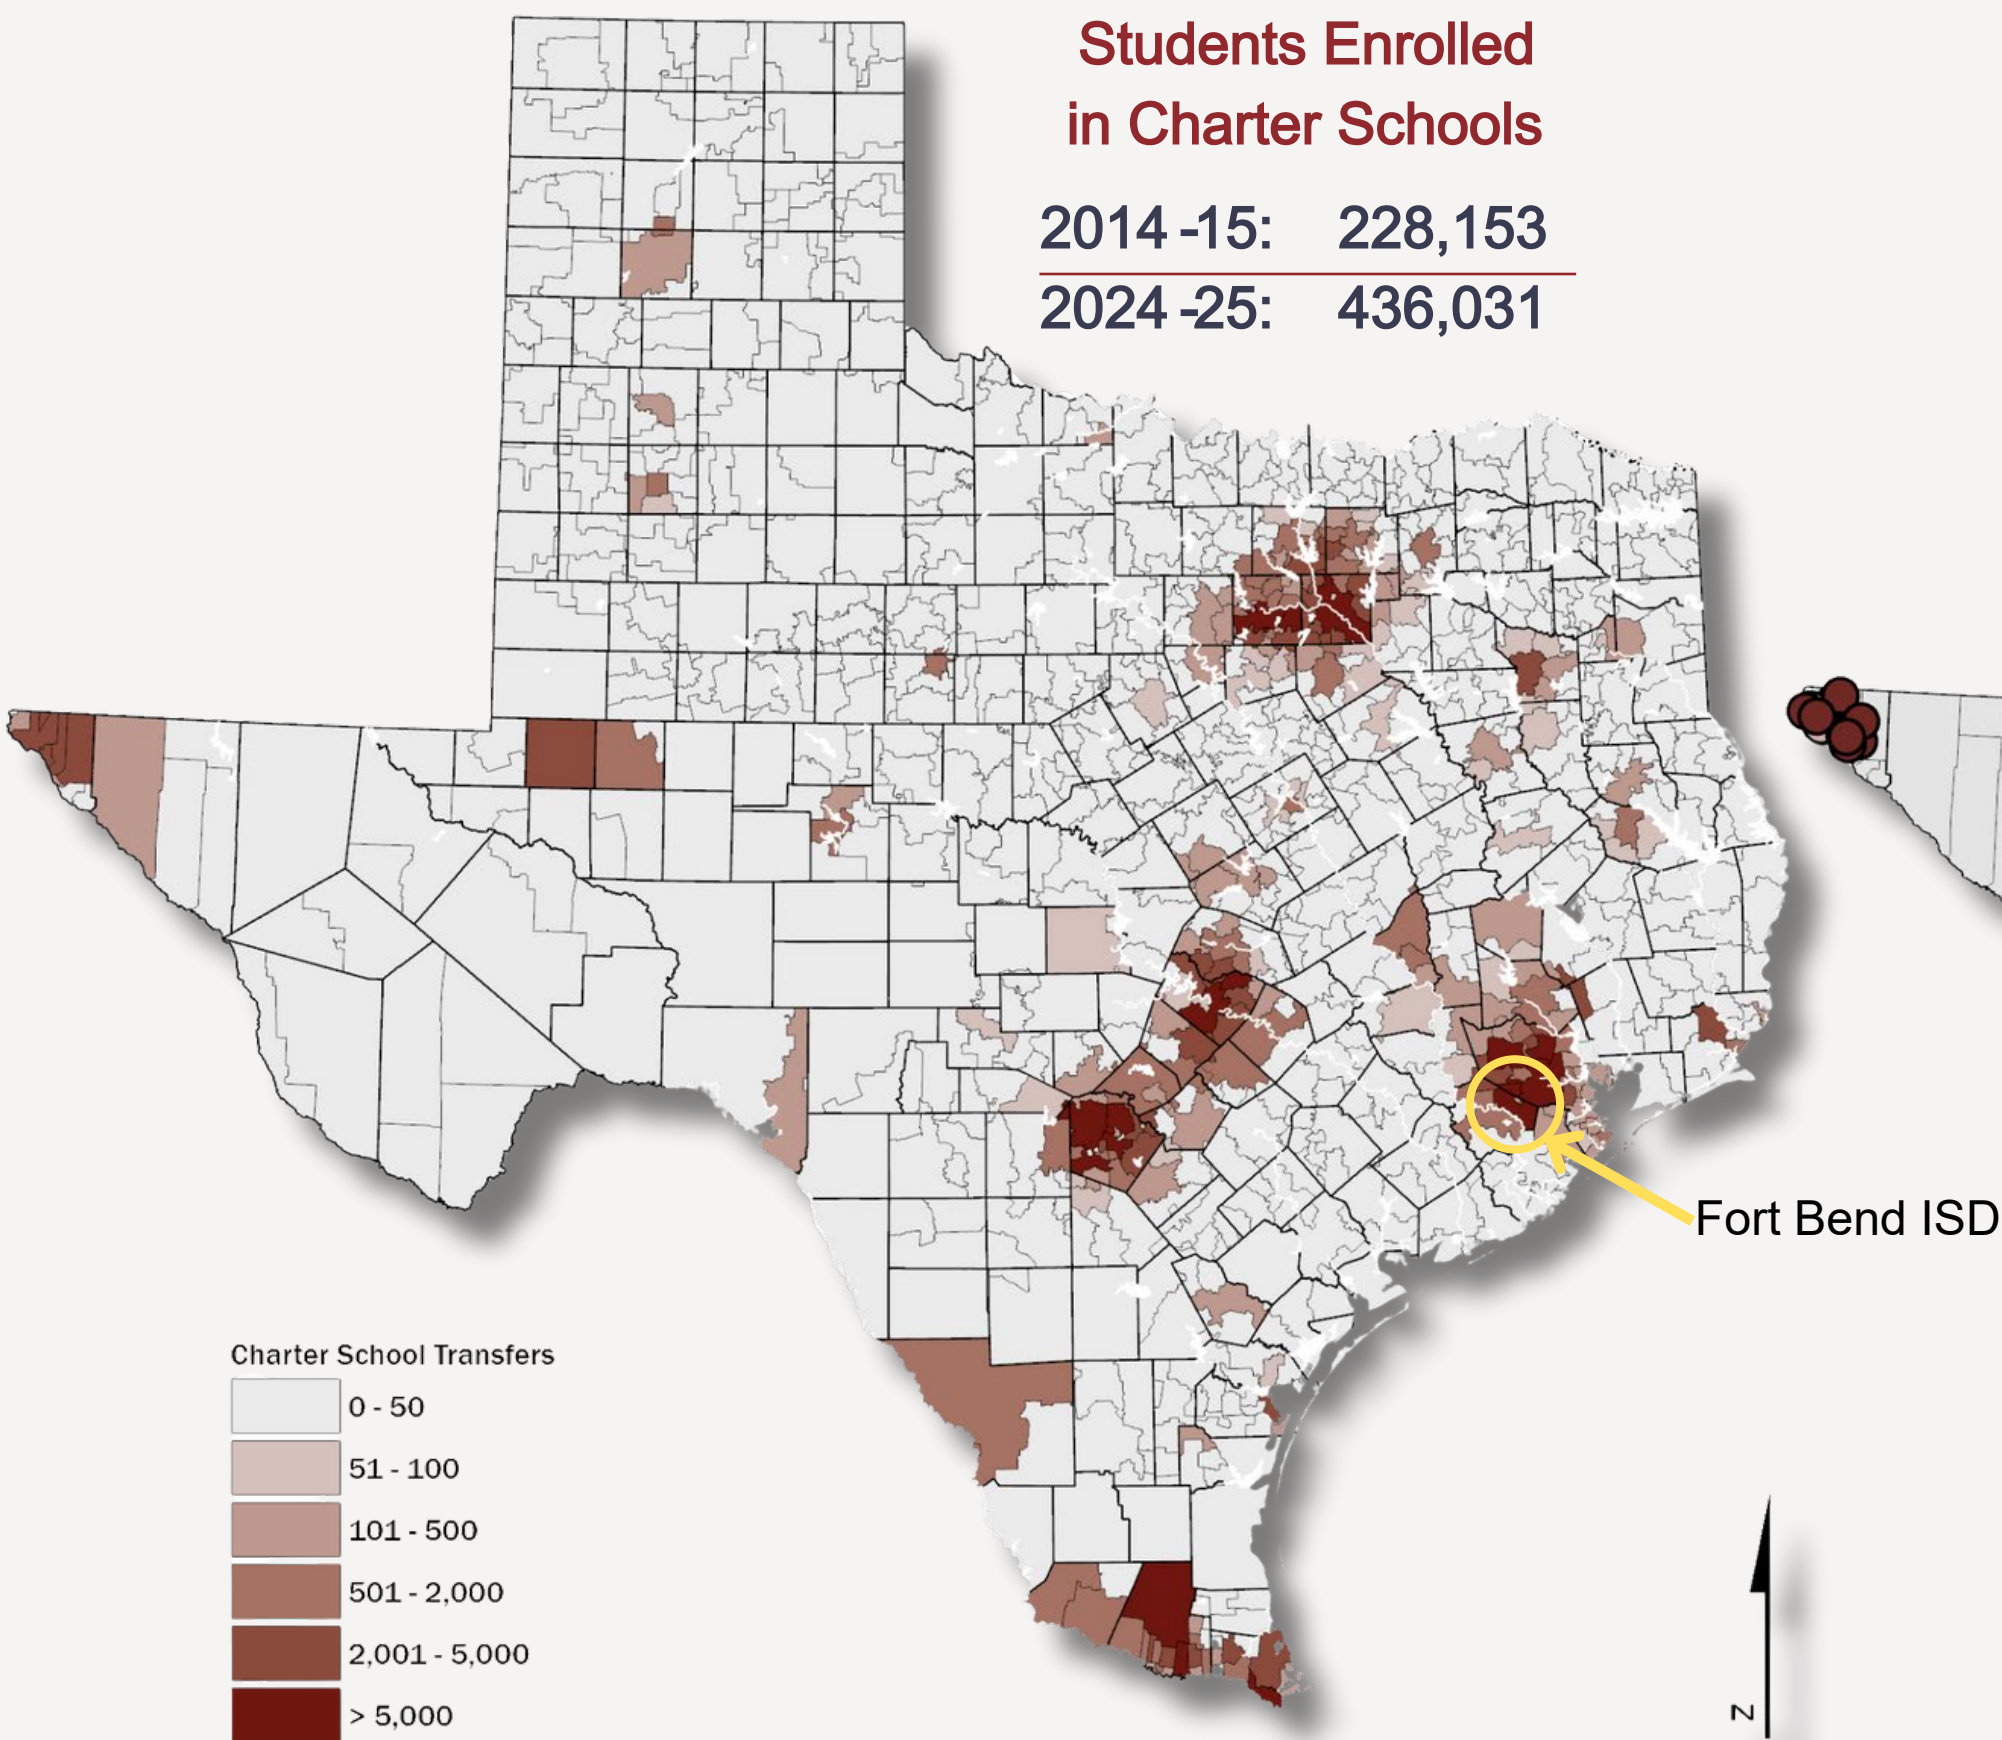 Students Enrolled
in Charter Schools
2014-15: 228,153
2024-25: 436,031
Fort Bend ISD
Charter School Transfers
0 - 50
51 - 100
101 - 500
501 - 2,000
2,001 - 5,000
> 5,000
N